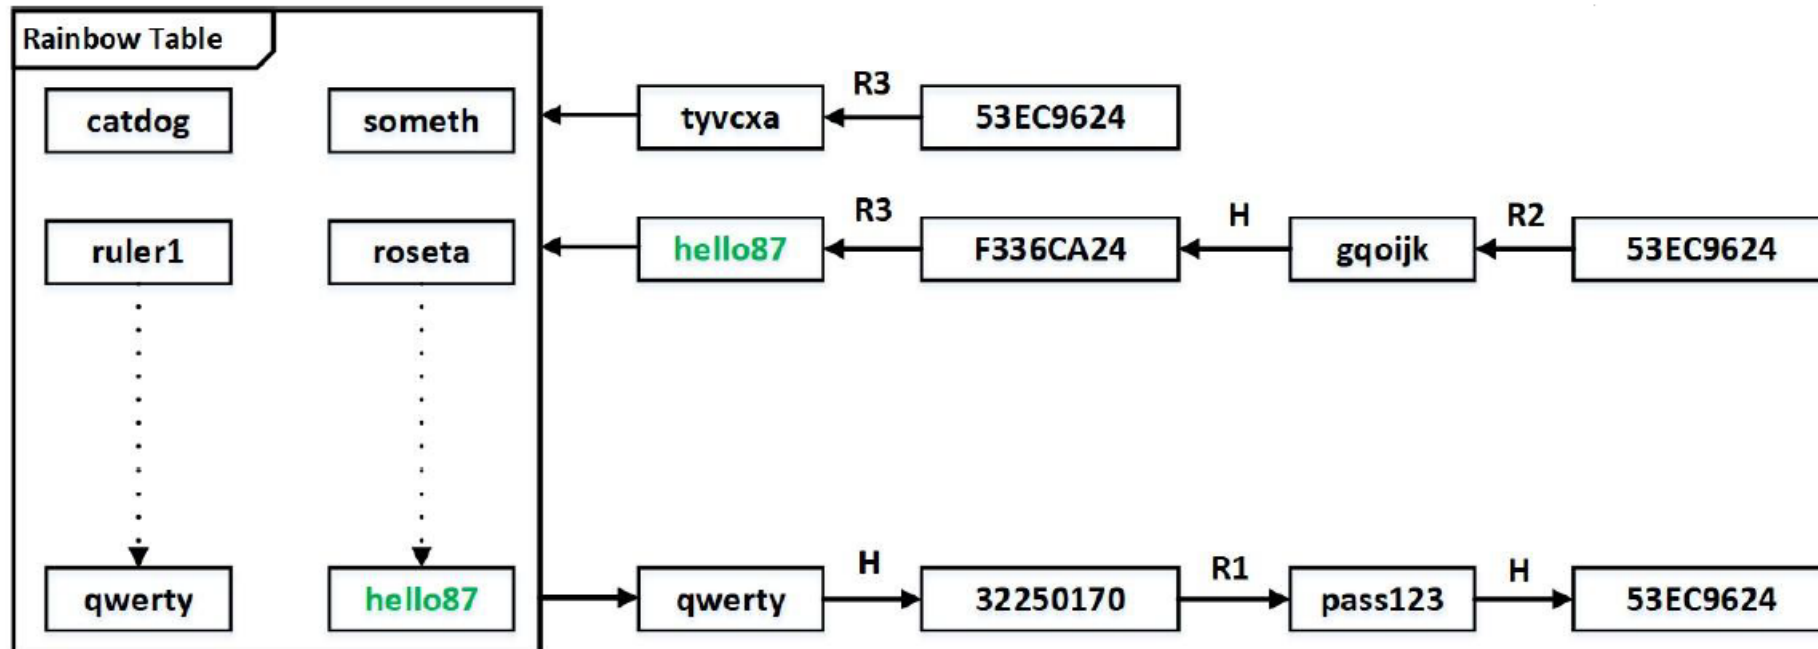 Rainbow Table
R3
catdog someth tyvcxa 53EC9624
R3 H R2
ruler1 roseta hello87 F336CA24 gqoijk 53EC9624
H R1 H
qwerty hello87 qwerty 32250170 pass123 53EC9624